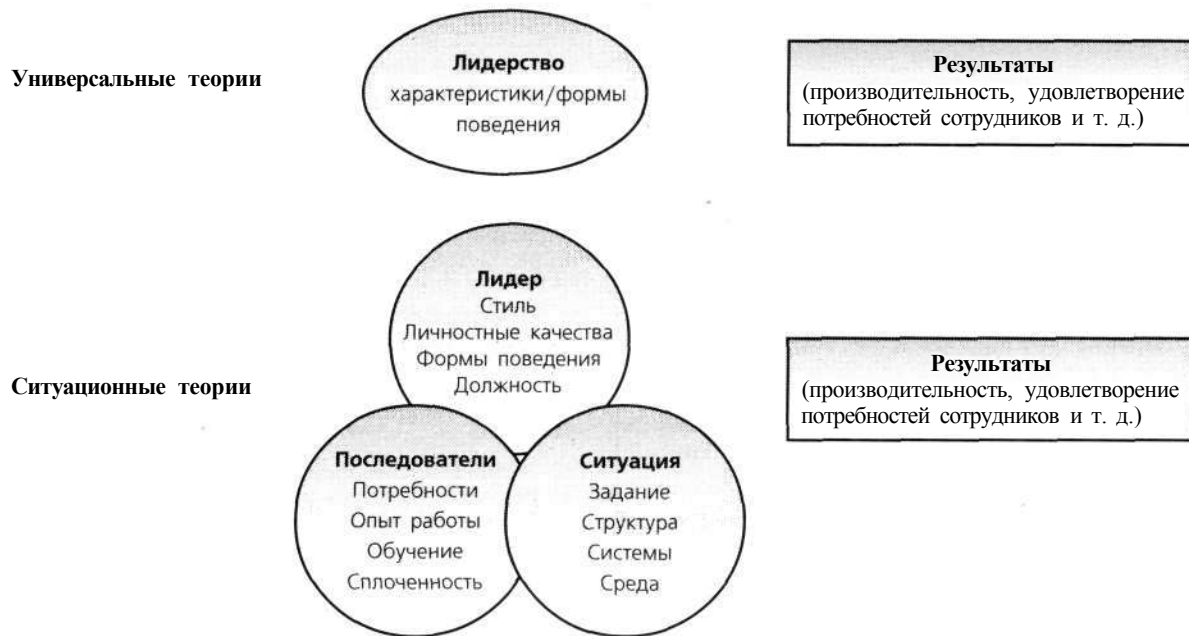 Универсальные теории
Лидерство
характеристики/формы
поведения
Результаты
(производительность, удовлетворение
потребностей сотрудников и т. д.)
Ситуационные теории
Лидер
Стиль
Личностные качества
Формы поведения
Должность
Последователи
Потребности
Опыт работы
Обучение
Сплоченность
Ситуация
Задание
Структура
Системы
Среда
Результаты
(производительность, удовлетворение
потребностей сотрудников и т. д.)